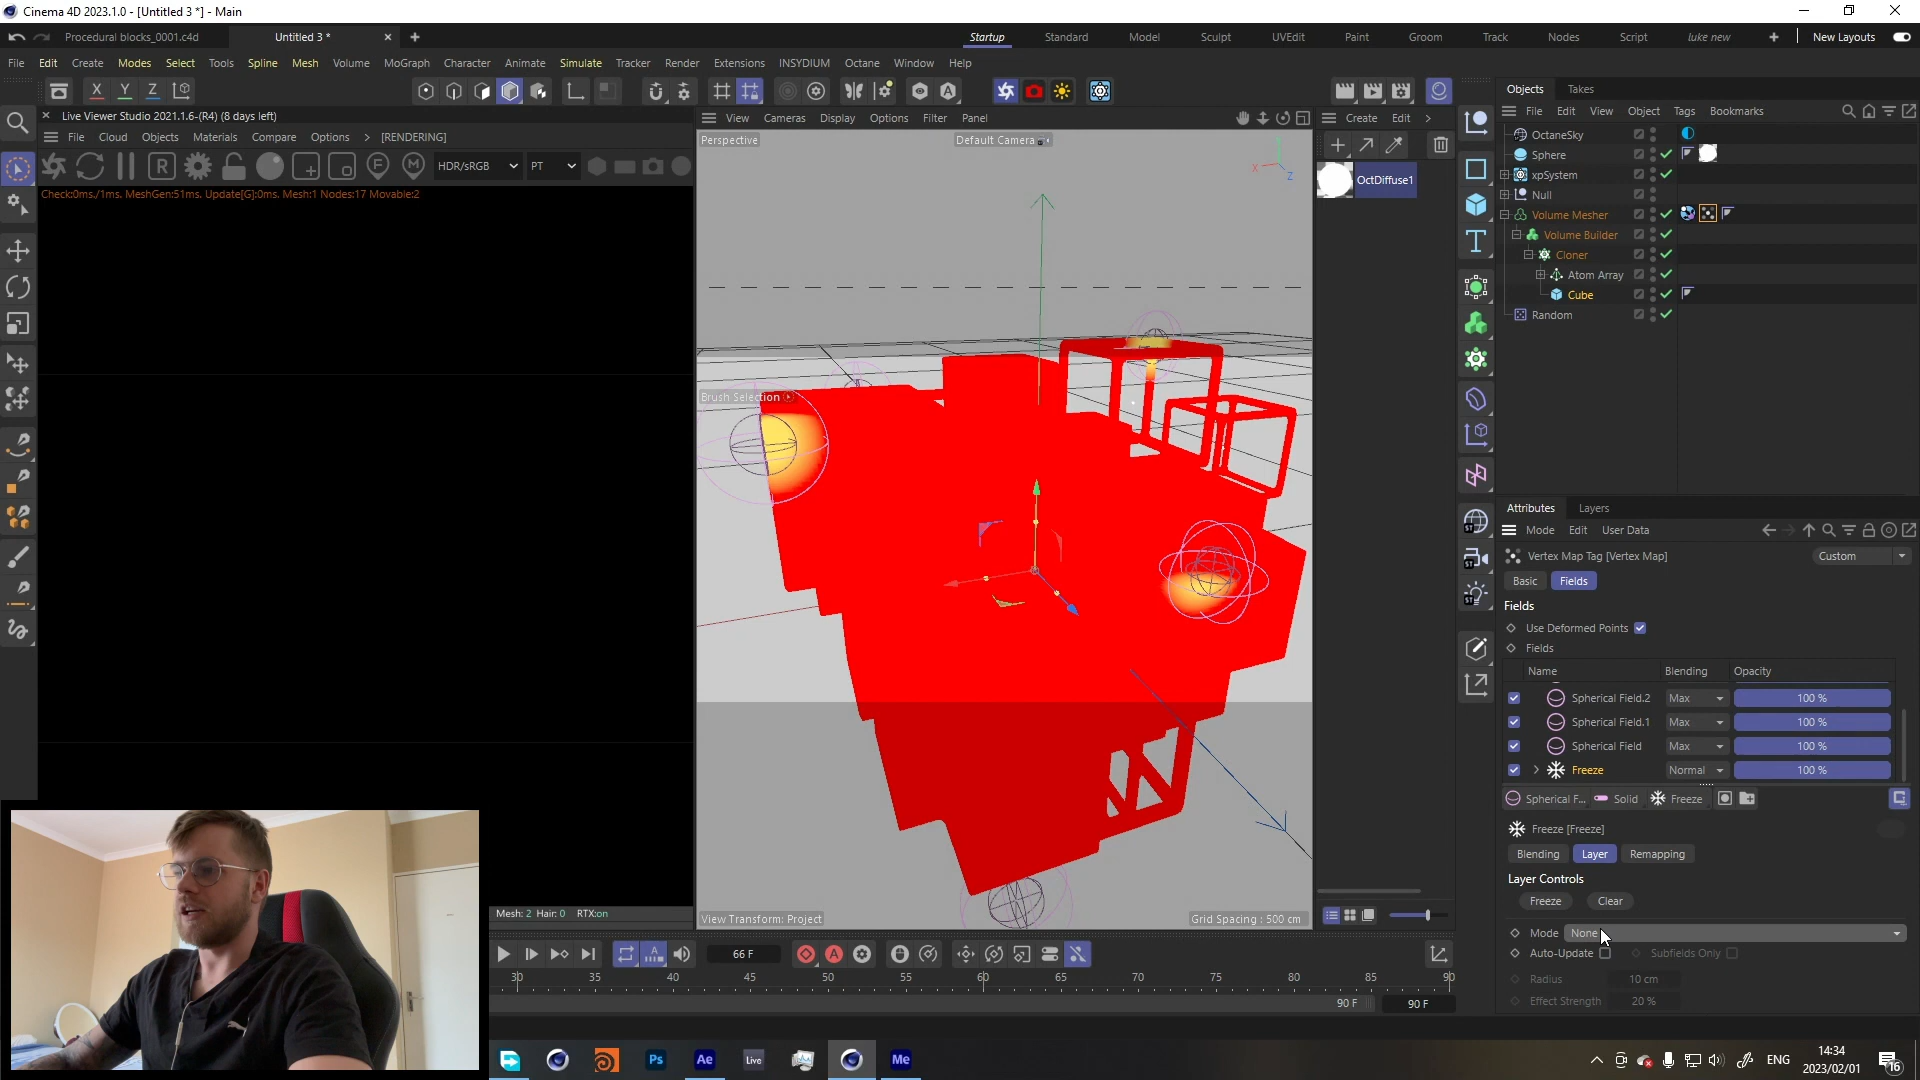 Cinema 4D 2023.1.0 - [Untitled 3 *] - Main
Procedural blocks_0001.c4d
Untitled 3 *
Startup Standard Model Sculpt UVEdit Paint Groom Track Nodes Script luke new New Layouts
File Edit Create Modes Select Tools Spline Mesh Volume MoGraph Character Animate Simulate Tracker Render Extensions INSYDIUM Octane Window Help
X Y Z
Live Viewer Studio 2021.1.6-(R4) (8 days left)
File Cloud Objects Materials Compare Options > [RENDERING]
HDR/sRGB PT
Check:0ms./1ms. MeshGen:51ms. Update[G]:0ms. Mesh:1 Nodes:17 Movable:2
View Cameras Display Options Filter Panel
Perspective
Default Camera
X
Z
Brush Selection
View Transform: Project
Grid Spacing : 500 cm
Mesh: 2 Hair: 0 RTX:on
Create Edit
OctDiffuse1
Objects Takes
File Edit View Object Tags Bookmarks
OctaneSky
Sphere
xpSystem
Null
Volume Mesher
Volume Builder
Cloner
Atom Array
Cube
Random
Attributes Layers
Mode Edit User Data
Vertex Map Tag [Vertex Map]
Custom
Basic Fields
Fields
Use Deformed Points
Fields
Name Blending Opacity
Spherical Field.2 Max 100 %
Spherical Field.1 Max 100 %
Spherical Field Max 100 %
Freeze Normal 100 %
Spherical F... Solid Freeze
Freeze [Freeze]
Blending Layer Remapping
Layer Controls
Freeze Clear
Mode None
Auto-Update Subfields Only
Radius 10 cm
Effect Strength 20 %
66 F
30 35 40 45 50 55 60 65 70 75 80 85 90
90 F 90 F
Ps Ae Live Me
ENG
14:34
2023/02/01
16